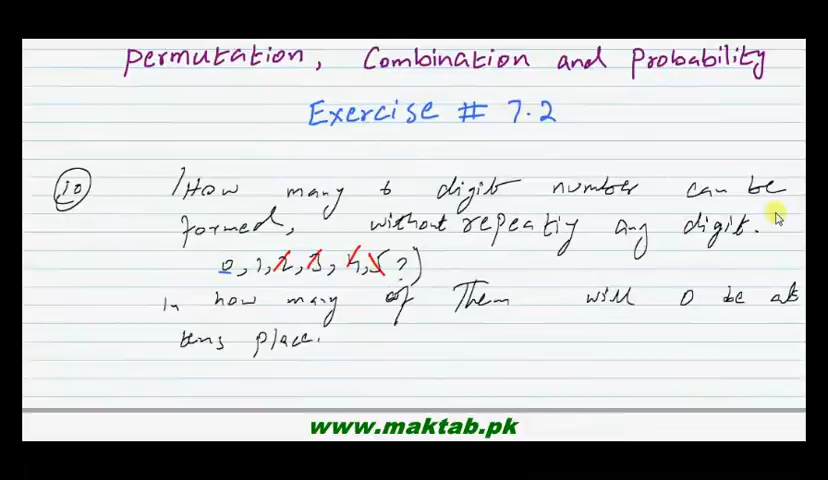 Permutation, Combination and Probability
Exercise # 7.2
10 How many 6 digit number can be
formed, without repeatiy any digit.
0,1,2,3,4,5?)
In how many of Them will 0 be at
tens place.
www.maktab.pk